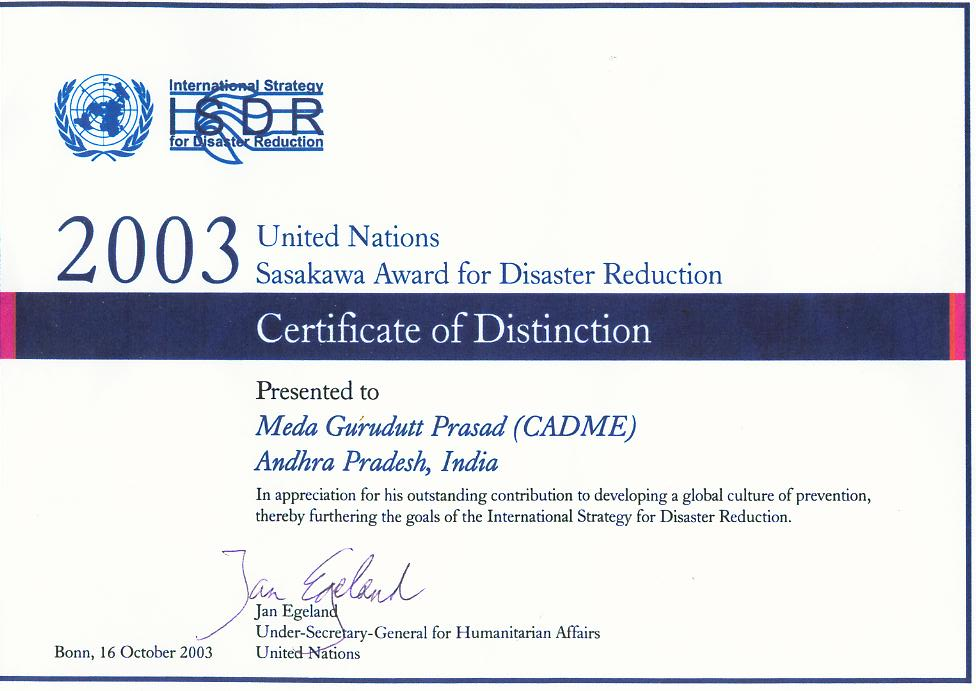 International Strategy
ISDR
for Disaster Reduction
2003
United Nations
Sasakawa Award for Disaster Reduction
Certificate of Distinction
Presented to
Meda Gurudutt Prasad (CADME)
Andhra Pradesh, India
In appreciation for his outstanding contribution to developing a global culture of prevention,
thereby furthering the goals of the International Strategy for Disaster Reduction.
Jan Egeland
Jan Egeland
Under-Secretary-General for Humanitarian Affairs
Bonn, 16 October 2003
United Nations